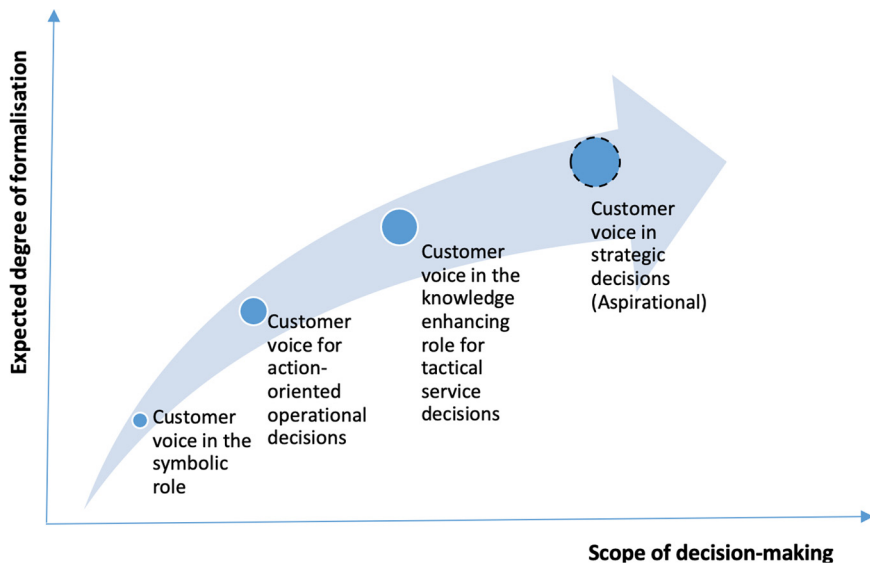 Expected degree of formalisation
Customer
voice in the
symbolic
role
Customer
voice for
action-
oriented
operational
decisions
Customer
voice in the
knowledge
enhancing
role for
tactical
service
decisions
Customer
voice in
strategic
decisions
(Aspirational)
Scope of decision-making